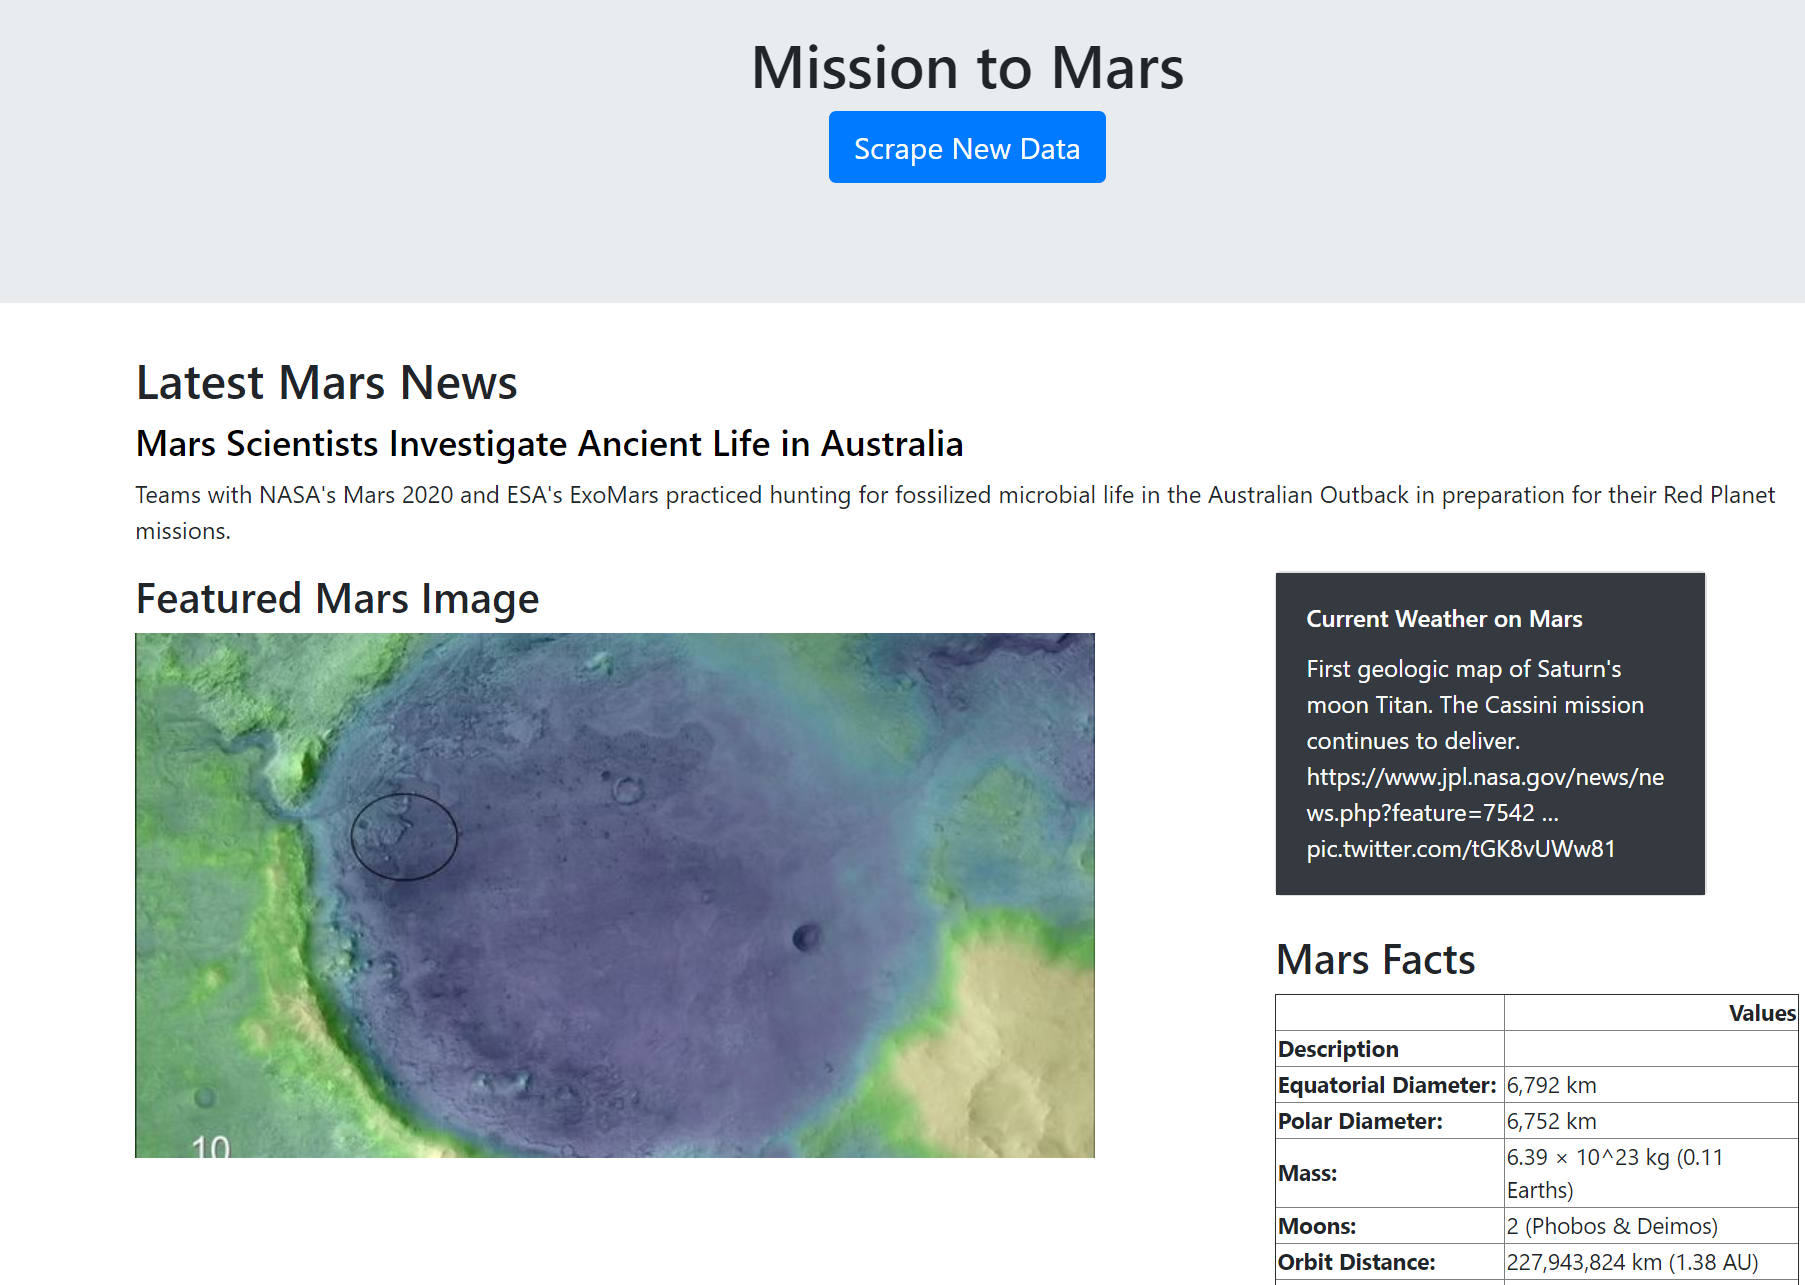 Mission to Mars
Scrape New Data
Latest Mars News
Mars Scientists Investigate Ancient Life in Australia
Teams with NASA's Mars 2020 and ESA's ExoMars practiced hunting for fossilized microbial life in the Australian Outback in preparation for their Red Planet
missions.
Featured Mars Image
10
Current Weather on Mars
First geologic map of Saturn's
moon Titan. The Cassini mission
continues to deliver.
https://www.jpl.nasa.gov/news/ne
ws.php?feature=7542 ...
pic.twitter.com/tGK8vUWw81
Mars Facts
Values
Description
Equatorial Diameter: 6,792 km
Polar Diameter: 6,752 km
Mass: 6.39 × 10^23 kg (0.11
Earths)
Moons: 2 (Phobos & Deimos)
Orbit Distance: 227,943,824 km (1.38 AU)